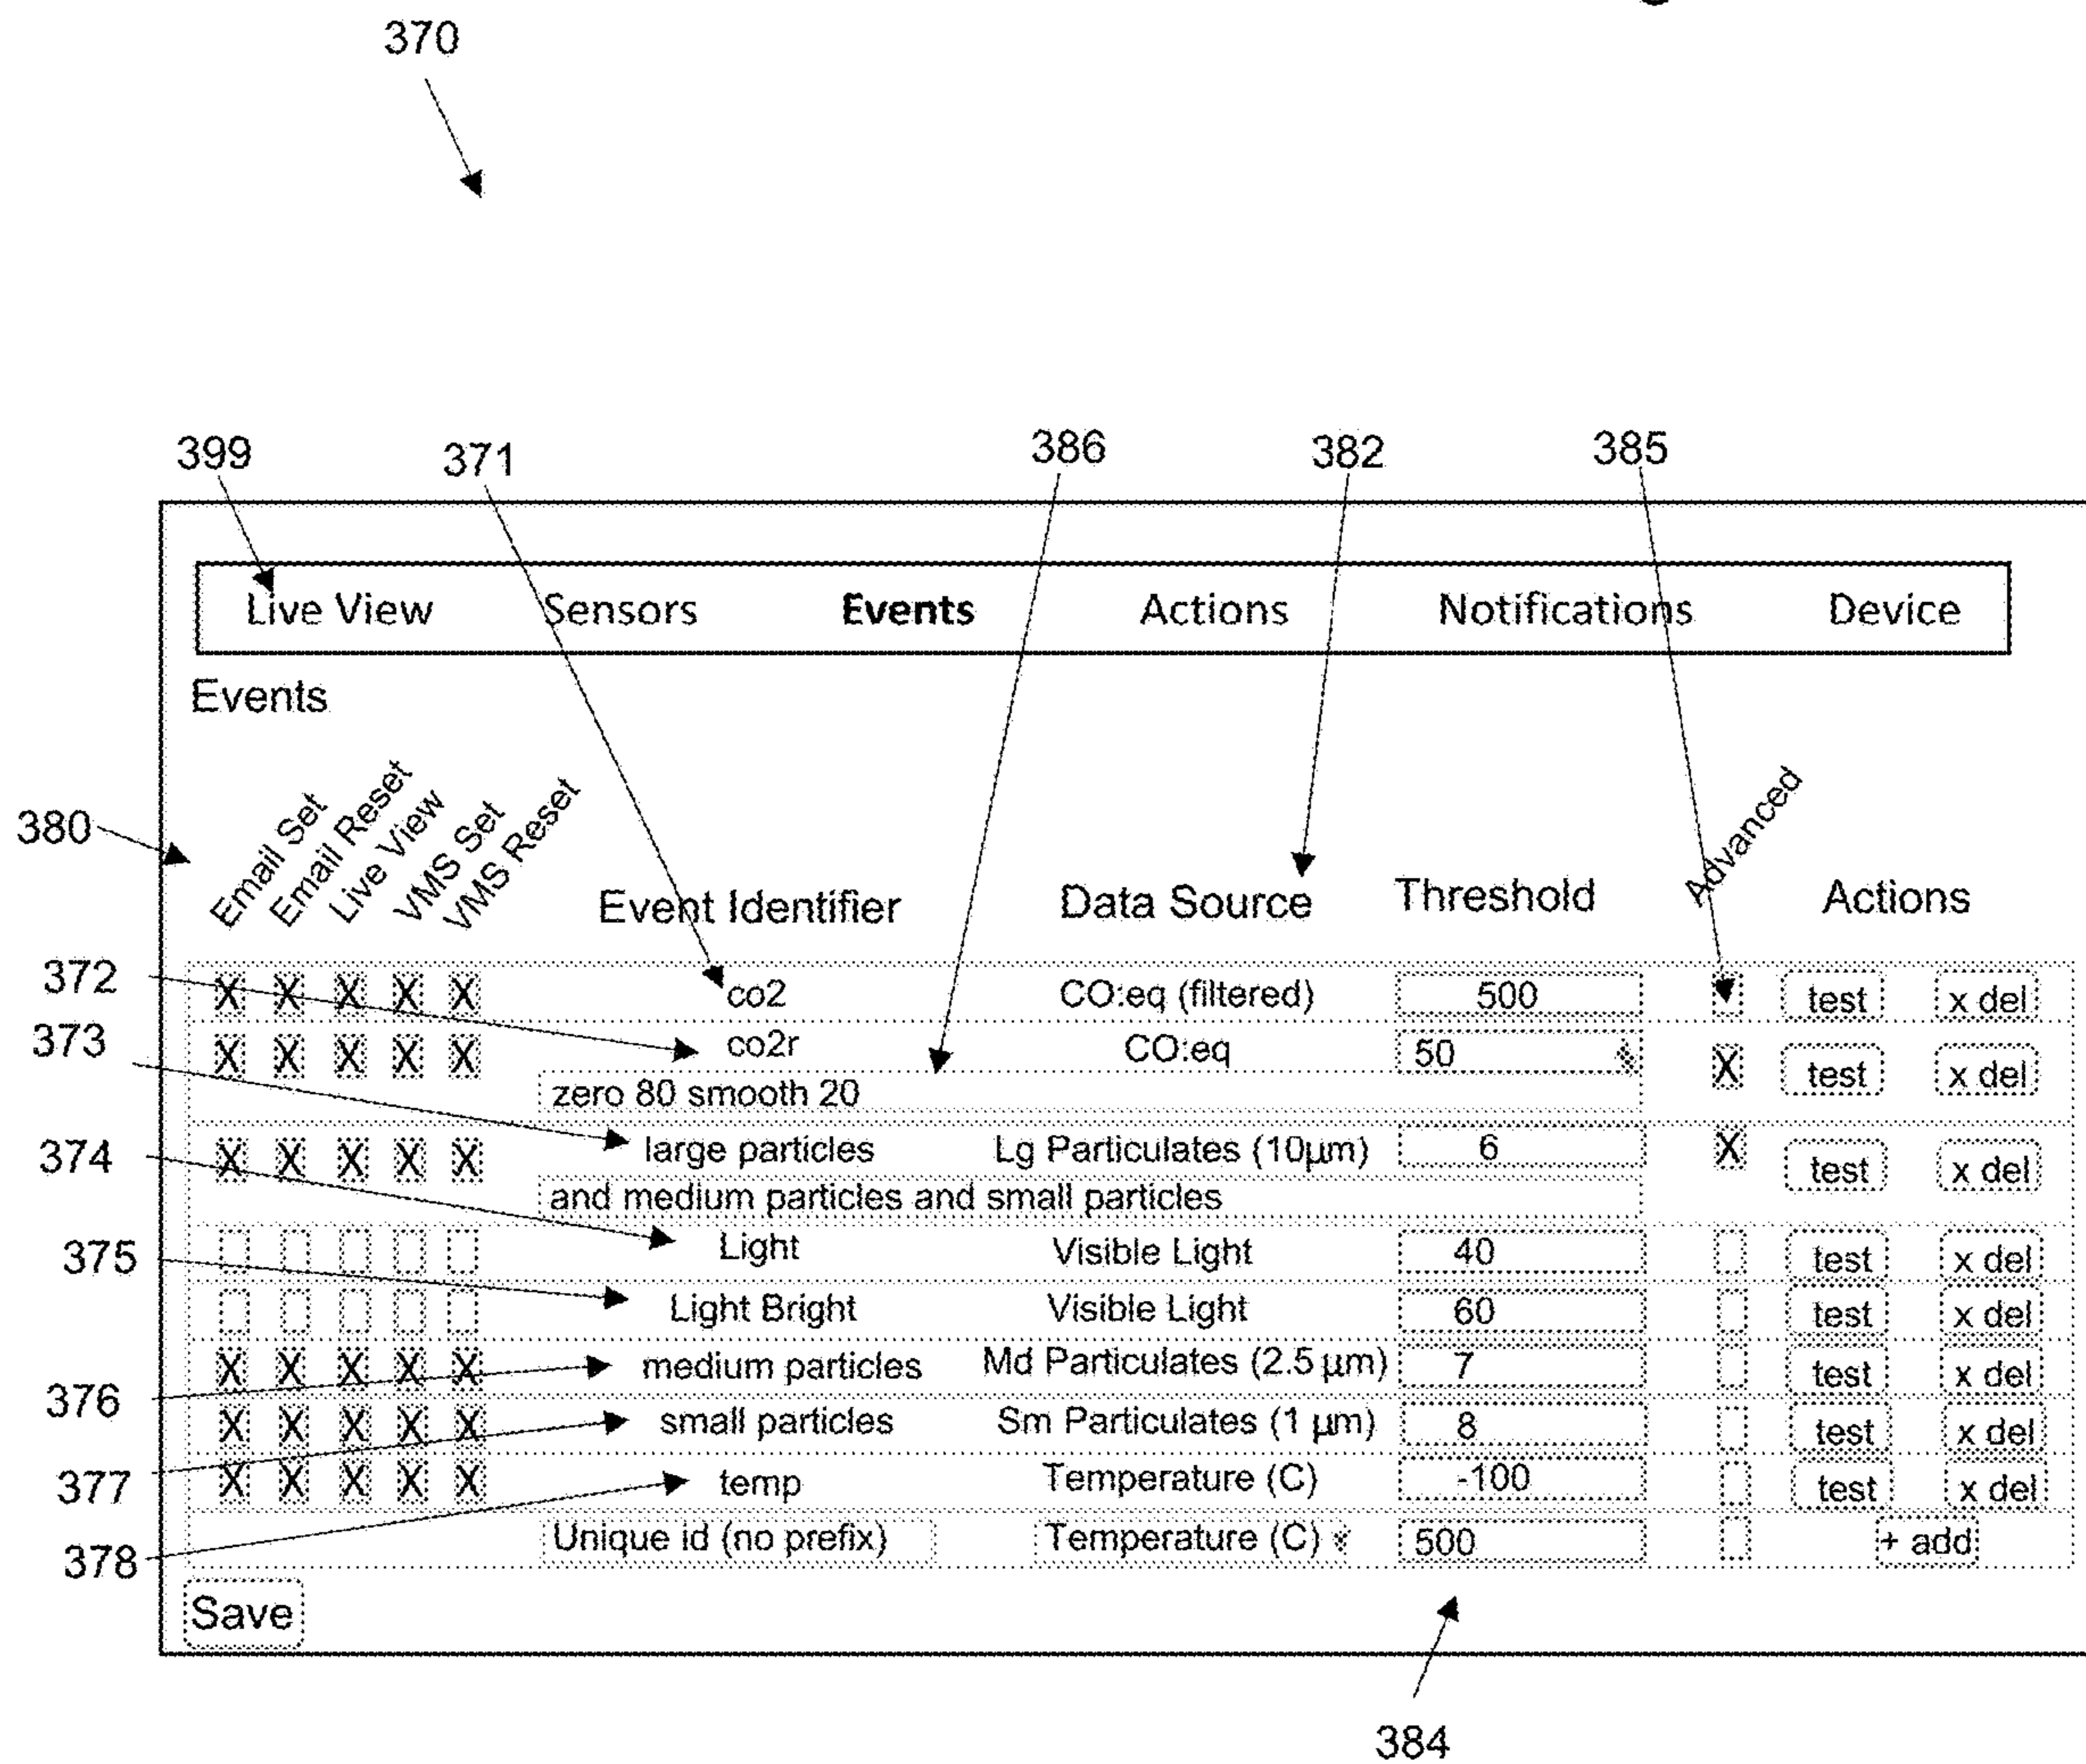 370
399 371 386 382 385
Live View Sensors Events Actions Notifications Device
Events
380
Email Set
Email Reset
Live View
VMS Set
VMS Reset
Event Identifier Data Source Threshold Advanced Actions
372 X X X X X co2 CO:eq (filtered) 500 test x del
373 X X X X X co2r CO:eq 50 X test x del
zero 80 smooth 20
374 X X X X X large particles Lg Particulates (10µm) 6 X test x del
and medium particles and small particles
375 Light Visible Light 40 test x del
Light Bright Visible Light 60 test x del
376 X X X X X medium particles Md Particulates (2.5 µm) 7 test x del
X X X X X small particles Sm Particulates (1 µm) 8 test x del
377 X X X X X temp Temperature (C) -100 test x del
378 Unique id (no prefix) Temperature (C) 500 + add
Save
384